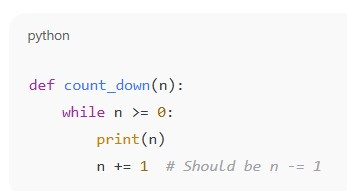 python
def count_down(n):
    while n >= 0:
        print(n)
        n += 1  # Should be n -= 1